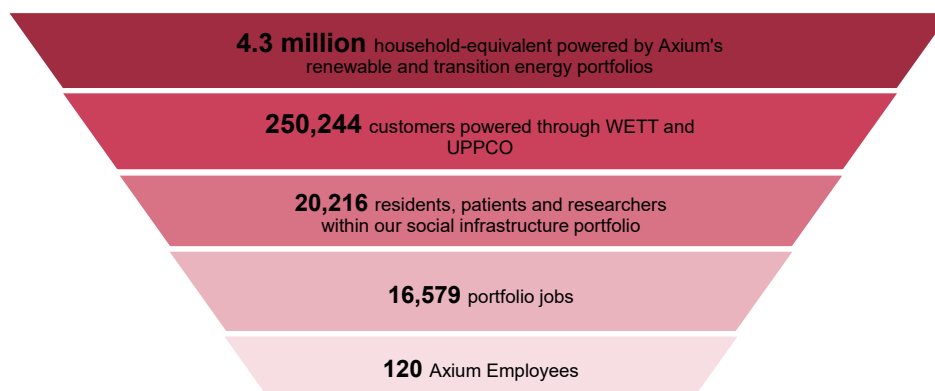 4.3 million household-equivalent powered by Axium's
renewable and transition energy portfolios
250,244 customers powered through WETT and
UPPCO
20,216 residents, patients and researchers
within our social infrastructure portfolio
16,579 portfolio jobs
120 Axium Employees